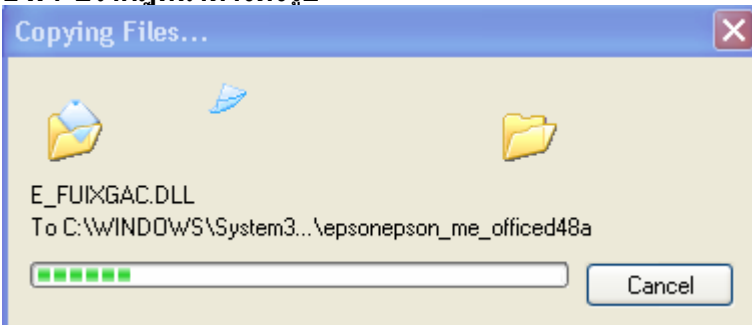 Copying Files...
E_FUIXGAC.DLL
To C:\WINDOWS\System3...\epsonepson_me_officed48a
Cancel